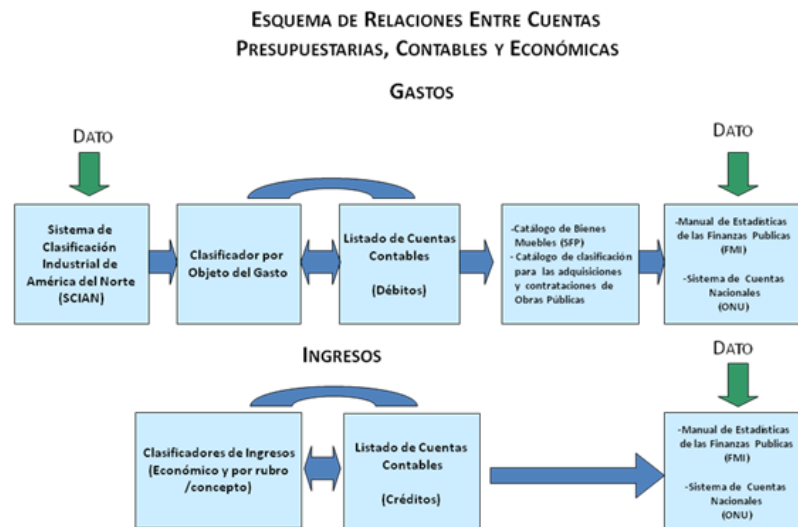 ESQUEMA DE RELACIONES ENTRE CUENTAS
PRESUPUESTARIAS, CONTABLES Y ECONÓMICAS
GASTOS
DATO
DATO
Sistema de
Clasificación
Industrial de
América del Norte
(SCIAN)
Clasificador por
Objeto del Gasto
Listado de Cuentas
Contables
(Débitos)
-Catálogo de Bienes
Muebles (SFP)
- Catálogo de clasificación
para las adquisiciones
y contrataciones de
Obras Públicas
-Manual de Estadísticas
de las Finanzas Publicas
(FMI)
-Sistema de Cuentas
Nacionales
(ONU)
INGRESOS
DATO
Clasificadores de Ingresos
(Económico y por rubro
/concepto)
Listado de Cuentas
Contables
(Créditos)
-Manual de Estadísticas
de las Finanzas Publicas
(FMI)
-Sistema de Cuentas
Nacionales
(ONU)